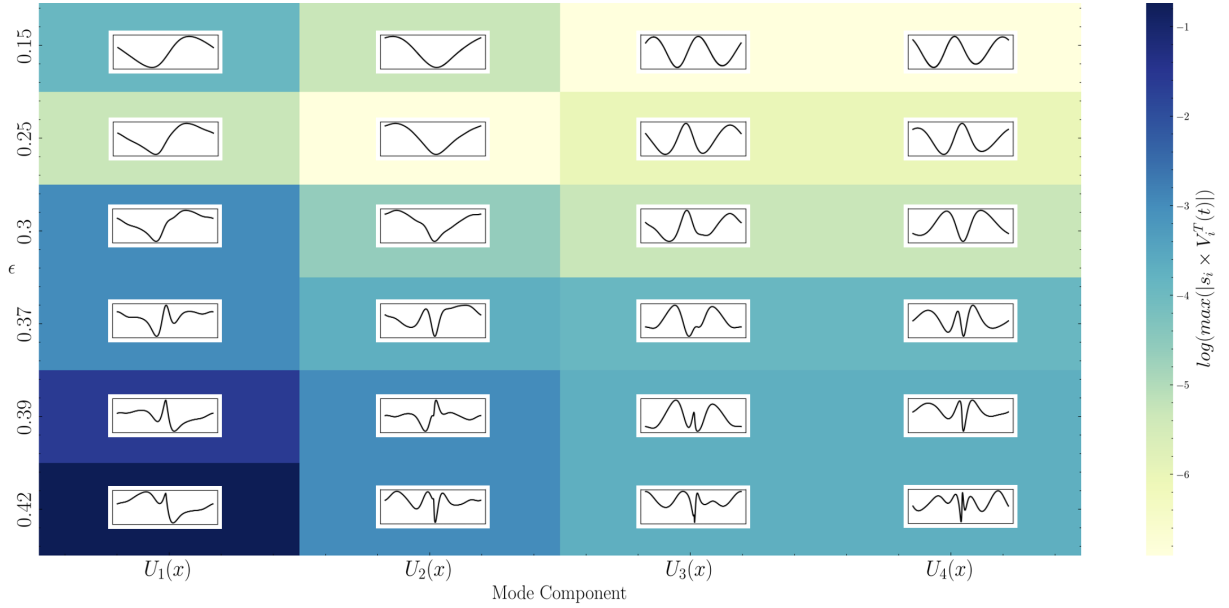 ϵ
0.15
0.25
0.3
0.37
0.39
0.42
U₁(x)
U₂(x)
U₃(x)
U₄(x)
Mode Component
−1
−2
−3
−4
−5
−6
log(max(|sᵢ × Vᵢᵀ(t)|)